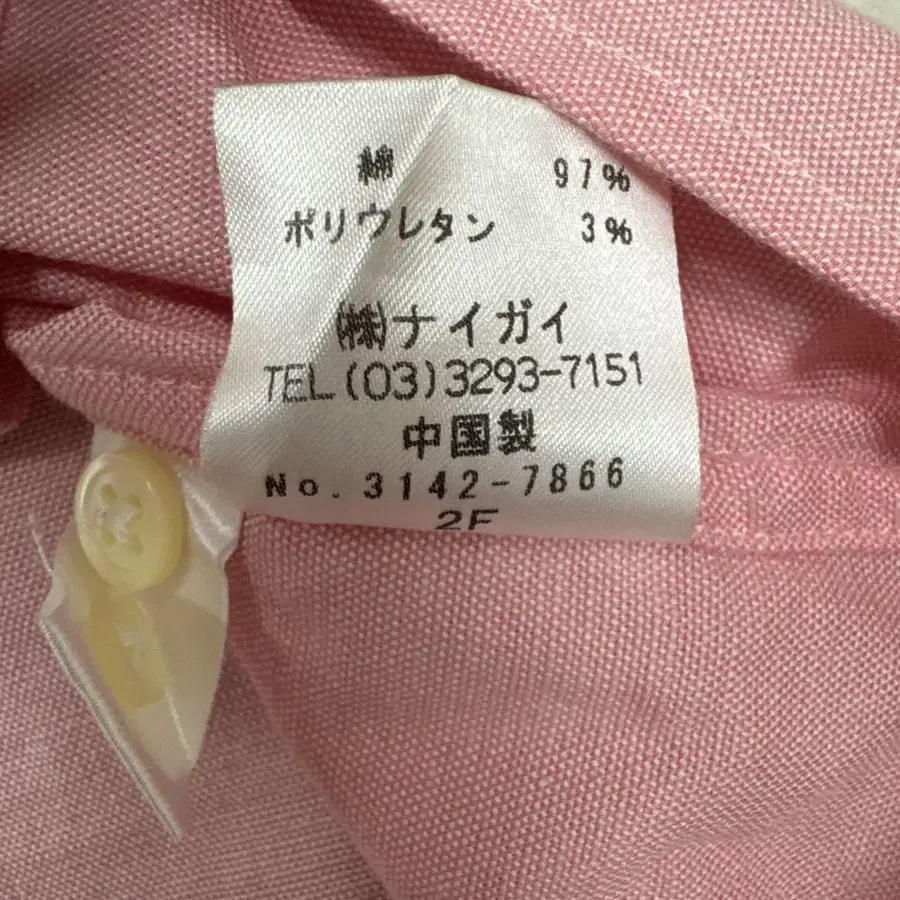 綿 97%
ポリウレタン 3%
㈱ナイガイ
TEL(03)3293-7151
中国製
No.3142-7866
2F